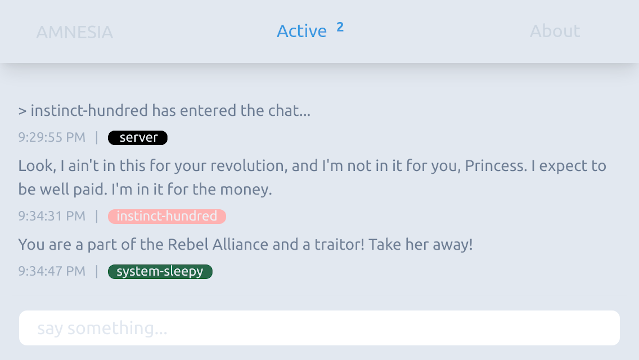 AMNESIA Active 2 About
> instinct-hundred has entered the chat...
9:29:55 PM | server
Look, I ain't in this for your revolution, and I'm not in it for you, Princess. I expect to
be well paid. I'm in it for the money.
9:34:31 PM | instinct-hundred
You are a part of the Rebel Alliance and a traitor! Take her away!
9:34:47 PM | system-sleepy
say something...